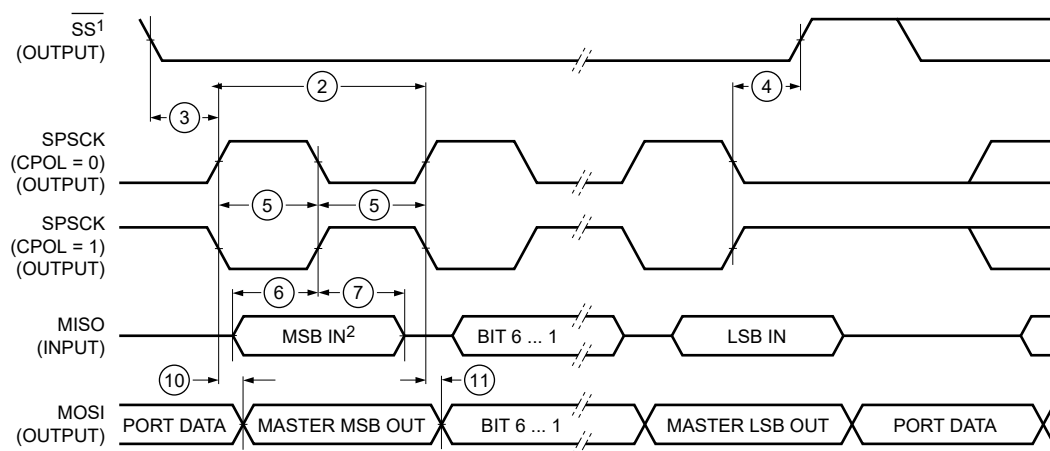 SS1
(OUTPUT)
2
4
3
SPSCK
(CPOL = 0)
(OUTPUT)
5
5
SPSCK
(CPOL = 1)
(OUTPUT)
6
7
MISO
(INPUT)
MSB IN2
BIT 6 ... 1
LSB IN
10
11
MOSI
(OUTPUT)
PORT DATA
MASTER MSB OUT
BIT 6 ... 1
MASTER LSB OUT
PORT DATA